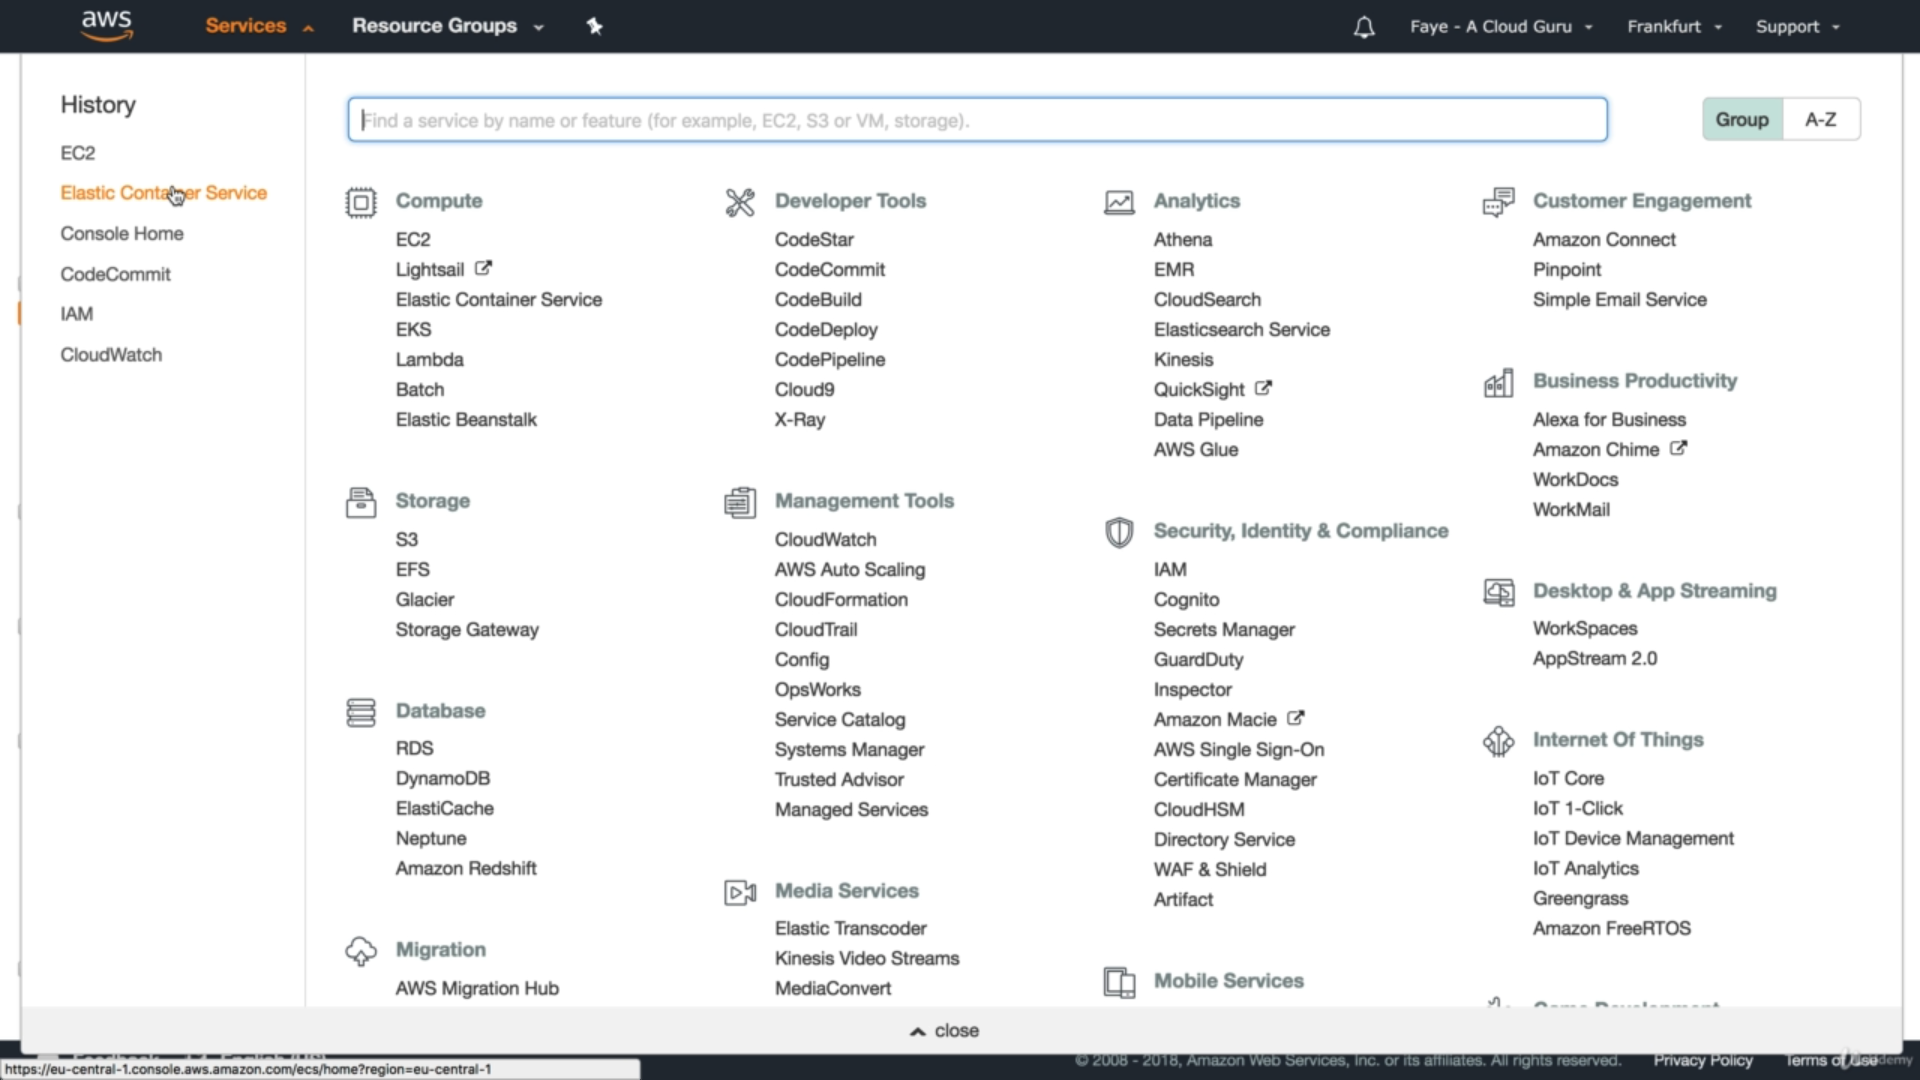 aws
Services
Resource Groups
Faye - A Cloud Guru
Frankfurt
Support
History
EC2
Elastic Container Service
Console Home
CodeCommit
IAM
CloudWatch
Find a service by name or feature (for example, EC2, S3 or VM, storage).
Group
A-Z
Compute
EC2
Lightsail
Elastic Container Service
EKS
Lambda
Batch
Elastic Beanstalk
Storage
S3
EFS
Glacier
Storage Gateway
Database
RDS
DynamoDB
ElastiCache
Neptune
Amazon Redshift
Migration
AWS Migration Hub
Developer Tools
CodeStar
CodeCommit
CodeBuild
CodeDeploy
CodePipeline
Cloud9
X-Ray
Management Tools
CloudWatch
AWS Auto Scaling
CloudFormation
CloudTrail
Config
OpsWorks
Service Catalog
Systems Manager
Trusted Advisor
Managed Services
Media Services
Elastic Transcoder
Kinesis Video Streams
MediaConvert
Analytics
Athena
EMR
CloudSearch
Elasticsearch Service
Kinesis
QuickSight
Data Pipeline
AWS Glue
Security, Identity & Compliance
IAM
Cognito
Secrets Manager
GuardDuty
Inspector
Amazon Macie
AWS Single Sign-On
Certificate Manager
CloudHSM
Directory Service
WAF & Shield
Artifact
Mobile Services
Customer Engagement
Amazon Connect
Pinpoint
Simple Email Service
Business Productivity
Alexa for Business
Amazon Chime
WorkDocs
WorkMail
Desktop & App Streaming
WorkSpaces
AppStream 2.0
Internet Of Things
IoT Core
IoT 1-Click
IoT Device Management
IoT Analytics
Greengrass
Amazon FreeRTOS
Game Development
close
Feedback
English (US)
© 2008 - 2018, Amazon Web Services, Inc. or its affiliates. All rights reserved.
Privacy Policy
Terms of Use
https://eu-central-1.console.aws.amazon.com/ecs/home?region=eu-central-1